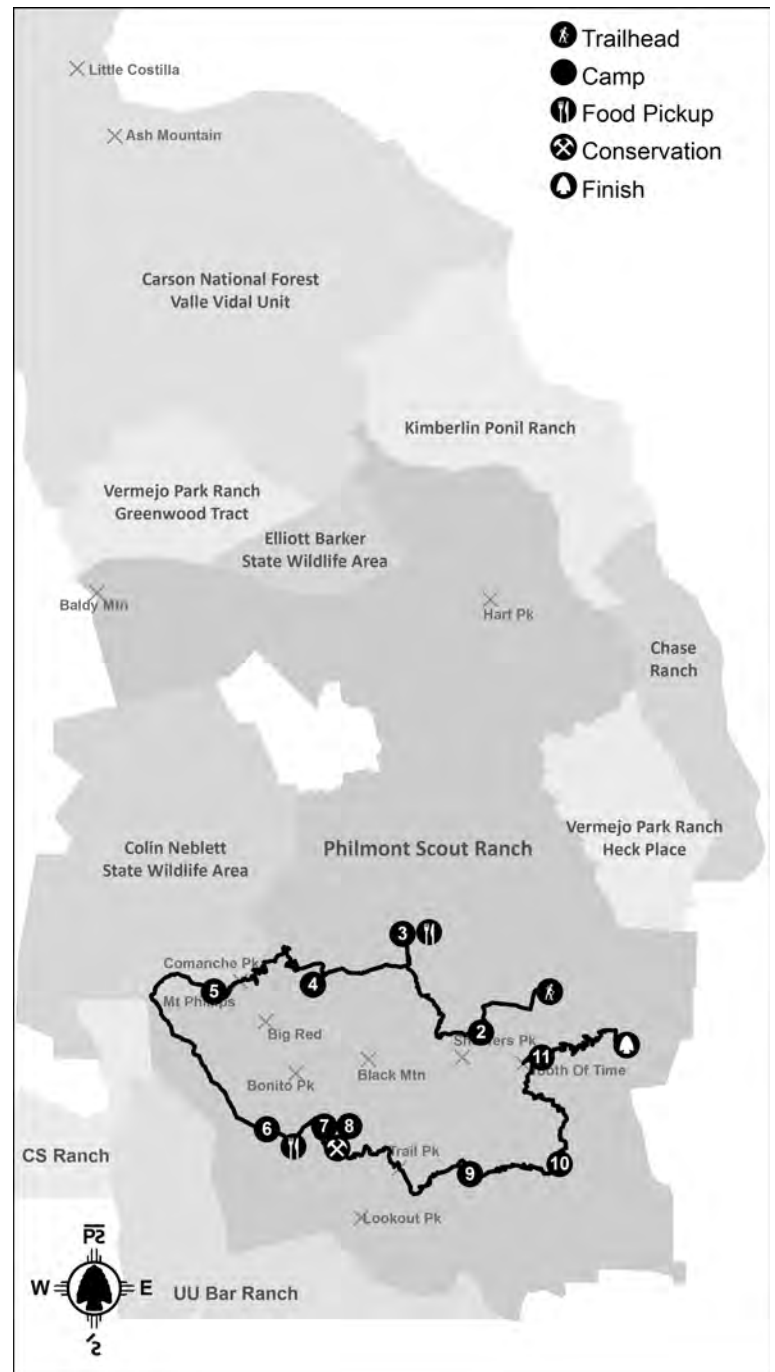 Trailhead
Camp
Food Pickup
Conservation
Finish
Little Costilla
Ash Mountain
Carson National Forest
Valle Vidal Unit
Kimberlin Ponil Ranch
Vermejo Park Ranch
Greenwood Tract
Elliott Barker
State Wildlife Area
Baldy Mtn
Hart Pk
Chase
Ranch
Vermejo Park Ranch
Heck Place
Colin Neblett
State Wildlife Area
Philmont Scout Ranch
3
Comanche Pk
4
5
Mt Phillips
2
Big Red
Black Mtn
11
Tooth Of Time
Bonito Pk
6
7
8
CS Ranch
Trail Pk
9
10
Lookout Pk
W
E
UU Bar Ranch